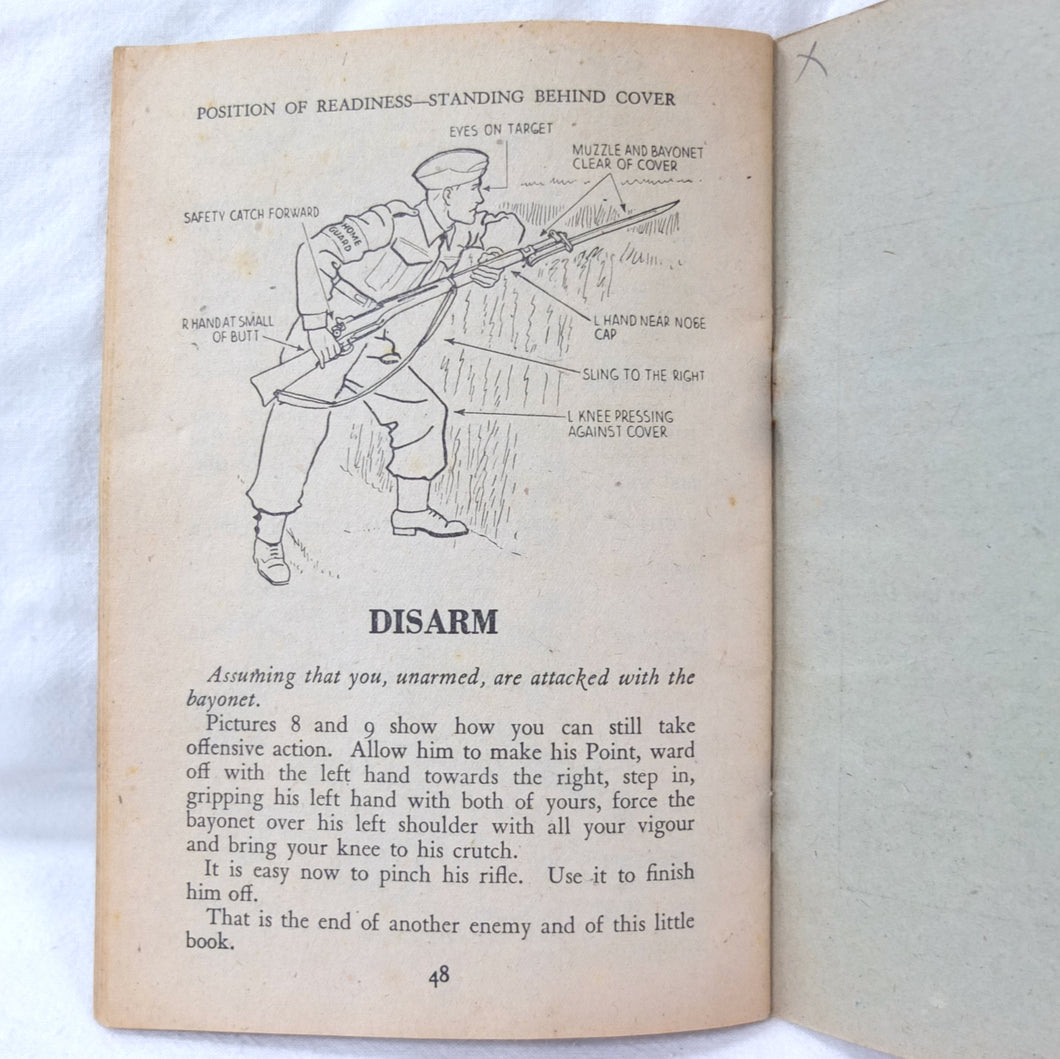 POSITION OF READINESS—STANDING BEHIND COVER
EYES ON TARGET
MUZZLE AND BAYONET
CLEAR OF COVER
SAFETY CATCH FORWARD
HOME
GUARD
R HAND AT SMALL
OF BUTT
L HAND NEAR NOSE
CAP
SLING TO THE RIGHT
L KNEE PRESSING
AGAINST COVER
DISARM
Assuming that you, unarmed, are attacked with the
bayonet.
Pictures 8 and 9 show how you can still take
offensive action. Allow him to make his Point, ward
off with the left hand towards the right, step in,
gripping his left hand with both of yours, force the
bayonet over his left shoulder with all your vigour
and bring your knee to his crutch.
It is easy now to pinch his rifle. Use it to finish
him off.
That is the end of another enemy and of this little
book.
48